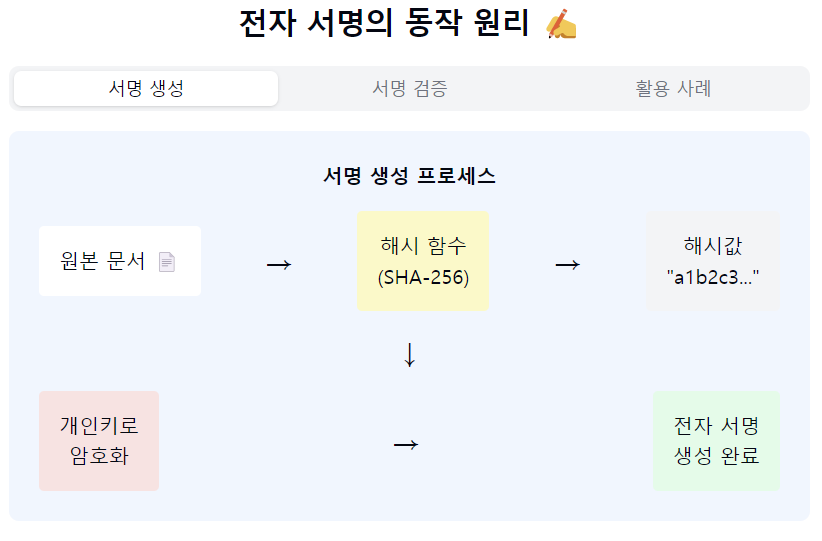 전자 서명의 동작 원리 ✍️
서명 생성
서명 검증
활용 사례
서명 생성 프로세스
원본 문서 📄
→
해시 함수
(SHA-256)
→
해시값
"a1b2c3..."
↓
개인키로
암호화
→
전자 서명
생성 완료